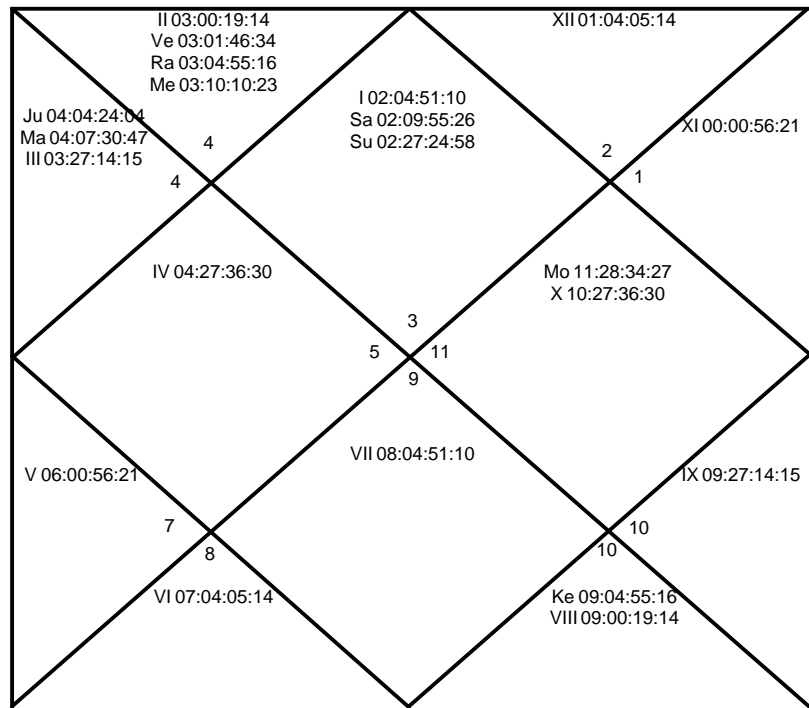 II 03:00:19:14
Ve 03:01:46:34
Ra 03:04:55:16
Me 03:10:10:23
XII 01:04:05:14
I 02:04:51:10
Sa 02:09:55:26
Su 02:27:24:58
Ju 04:04:24:04
Ma 04:07:30:47
III 03:27:14:15
XI 00:00:56:21
4
2
4
1
IV 04:27:36:30
Mo 11:28:34:27
X 10:27:36:30
3
5
11
9
VII 08:04:51:10
V 06:00:56:21
IX 09:27:14:15
7
10
8
10
VI 07:04:05:14
Ke 09:04:55:16
VIII 09:00:19:14